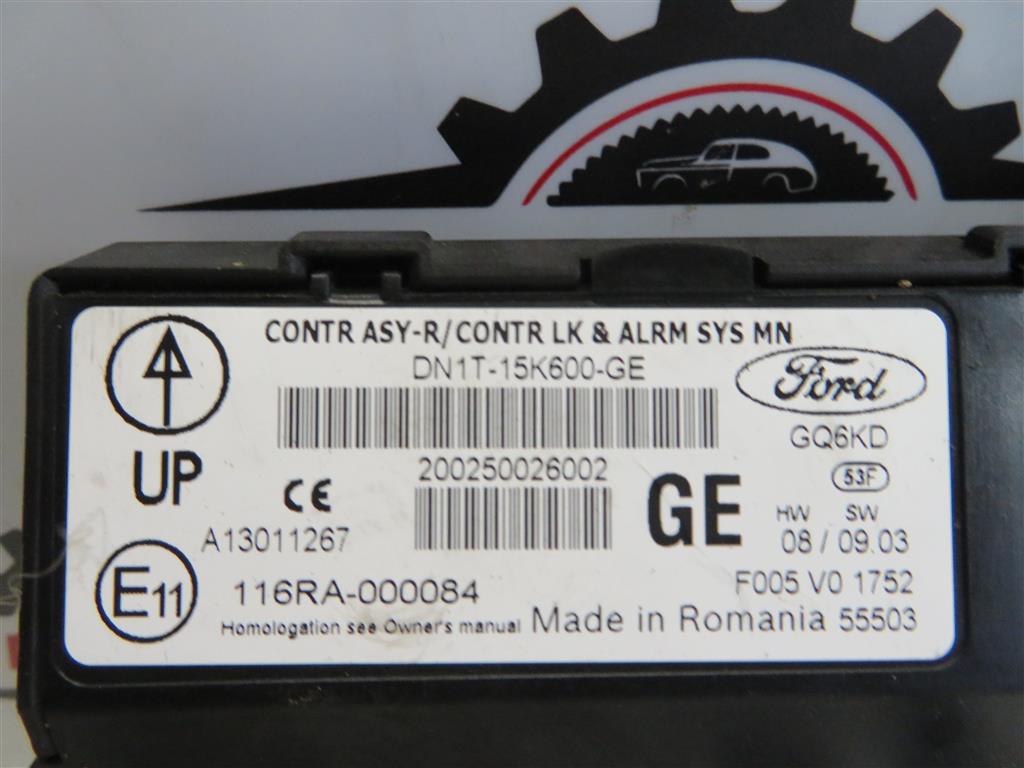 CONTR ASY-R/CONTR LK & ALRM SYS MN
DN1T-15K600-GE
Ford
GQ6KD
UP
CE
200250026002
GE
53F
HW SW
08 / 09.03
A13011267
E11
116RA-000084
F005 V0 1752
Homologation see Owner's manual Made in Romania 55503